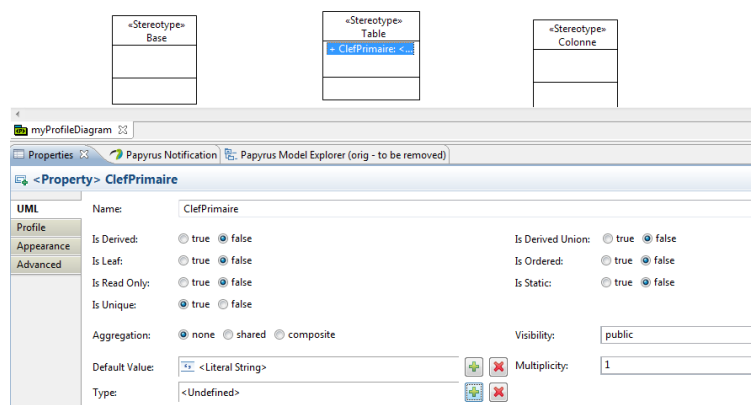 «Stereotype»
Base
«Stereotype»
Table
+ ClefPrimaire: <...
«Stereotype»
Colonne
myProfileDiagram
Properties Papyrus Notification Papyrus Model Explorer (orig - to be removed)
<Property> ClefPrimaire
UML
Profile
Appearance
Advanced
Name: ClefPrimaire
Is Derived: true false Is Derived Union: true false
Is Leaf: true false Is Ordered: true false
Is Read Only: true false Is Static: true false
Is Unique: true false
Aggregation: none shared composite Visibility: public
Default Value: <Literal String> Multiplicity: 1
Type: <Undefined>